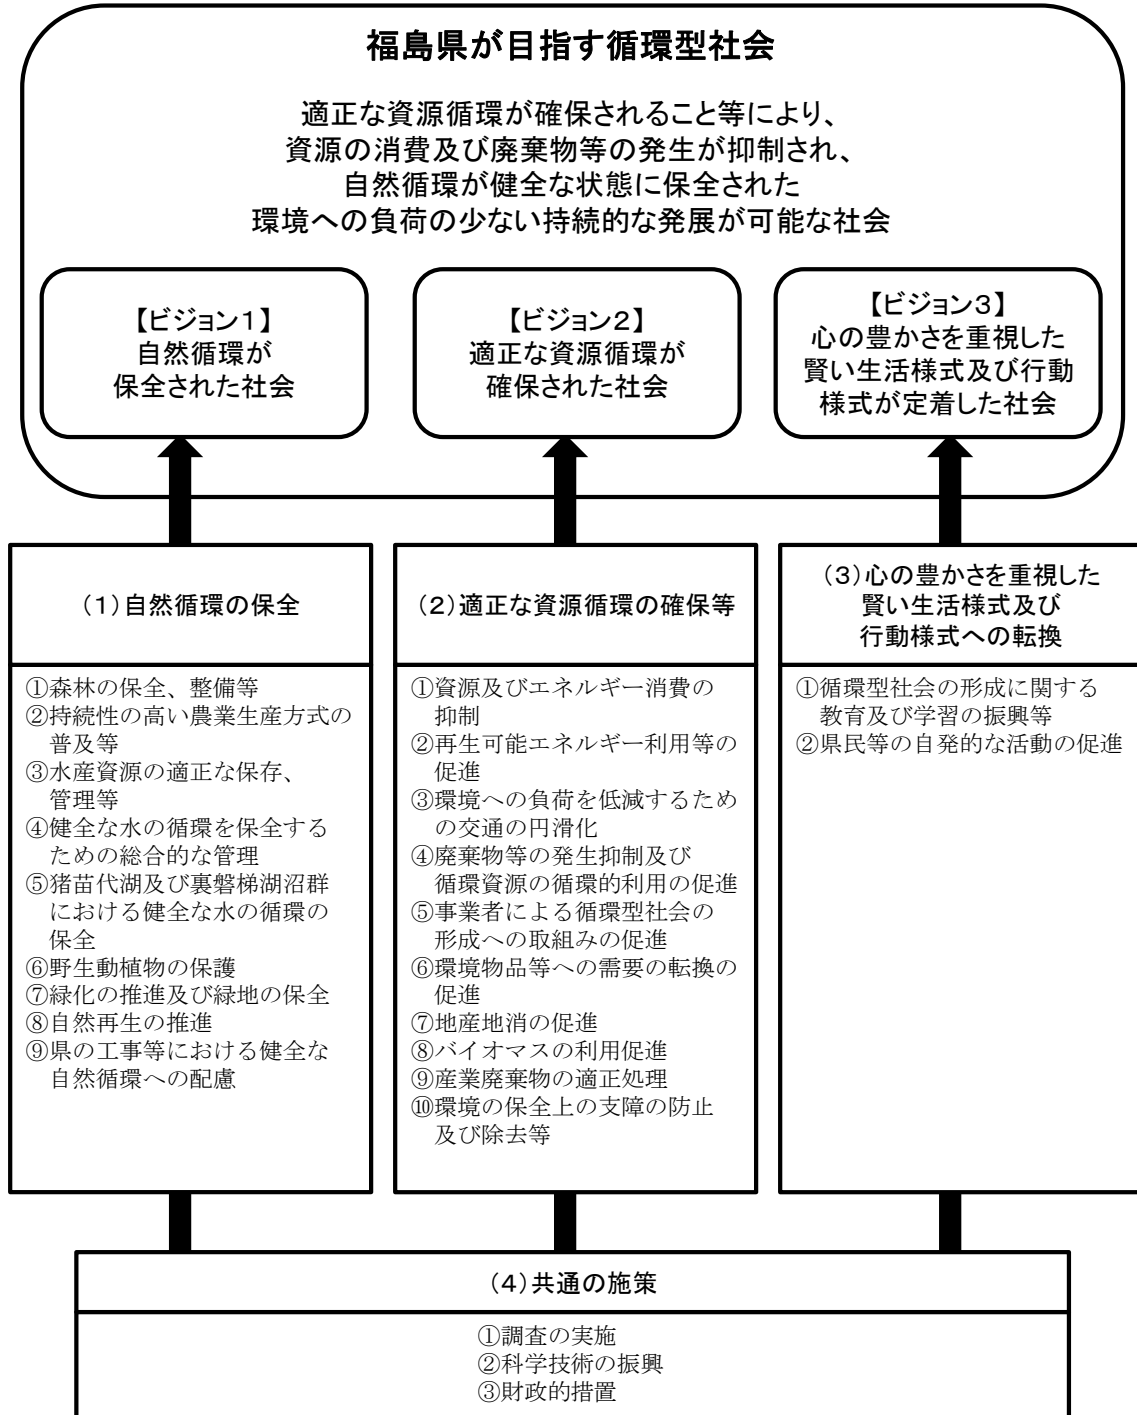 福島県が目指す循環型社会
適正な資源循環が確保されること等により、
資源の消費及び廃棄物等の発生が抑制され、
自然循環が健全な状態に保全された
環境への負荷の少ない持続的な発展が可能な社会
【ビジョン１】
自然循環が
保全された社会
【ビジョン２】
適正な資源循環が
確保された社会
【ビジョン３】
心の豊かさを重視した
賢い生活様式及び行動
様式が定着した社会
（１）自然循環の保全
①森林の保全、整備等
②持続性の高い農業生産方式の
普及等
③水産資源の適正な保存、
管理等
④健全な水の循環を保全する
ための総合的な管理
⑤猪苗代湖及び裏磐梯湖沼群
における健全な水の循環の
保全
⑥野生動植物の保護
⑦緑化の推進及び緑地の保全
⑧自然再生の推進
⑨県の工事等における健全な
自然循環への配慮
（２）適正な資源循環の確保等
①資源及びエネルギー消費の
抑制
②再生可能エネルギー利用等の
促進
③環境への負荷を低減するため
の交通の円滑化
④廃棄物等の発生抑制及び
循環資源の循環的利用の促進
⑤事業者による循環型社会の
形成への取組みの促進
⑥環境物品等への需要の転換の
促進
⑦地産地消の促進
⑧バイオマスの利用促進
⑨産業廃棄物の適正処理
⑩環境の保全上の支障の防止
及び除去等
（３）心の豊かさを重視した
賢い生活様式及び
行動様式への転換
①循環型社会の形成に関する
教育及び学習の振興等
②県民等の自発的な活動の促進
（４）共通の施策
①調査の実施
②科学技術の振興
③財政的措置